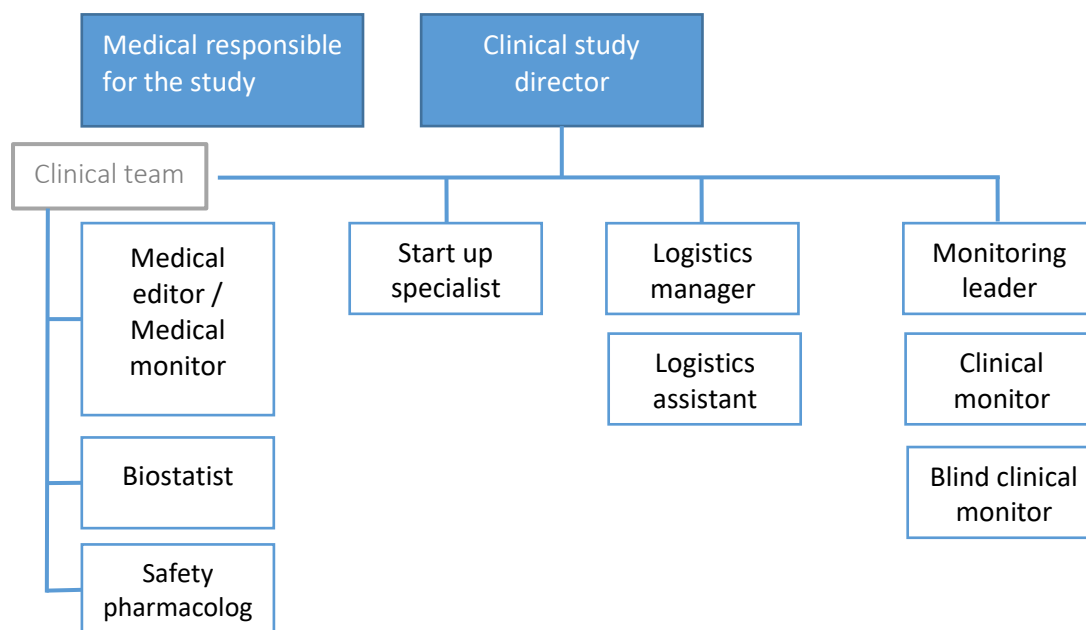 Medical responsible
for the study
Clinical study
director
Clinical team
Medical
editor /
Medical
monitor
Start up
specialist
Logistics
manager
Monitoring
leader
Logistics
assistant
Clinical
monitor
Biostatist
Blind clinical
monitor
Safety
pharmacolog